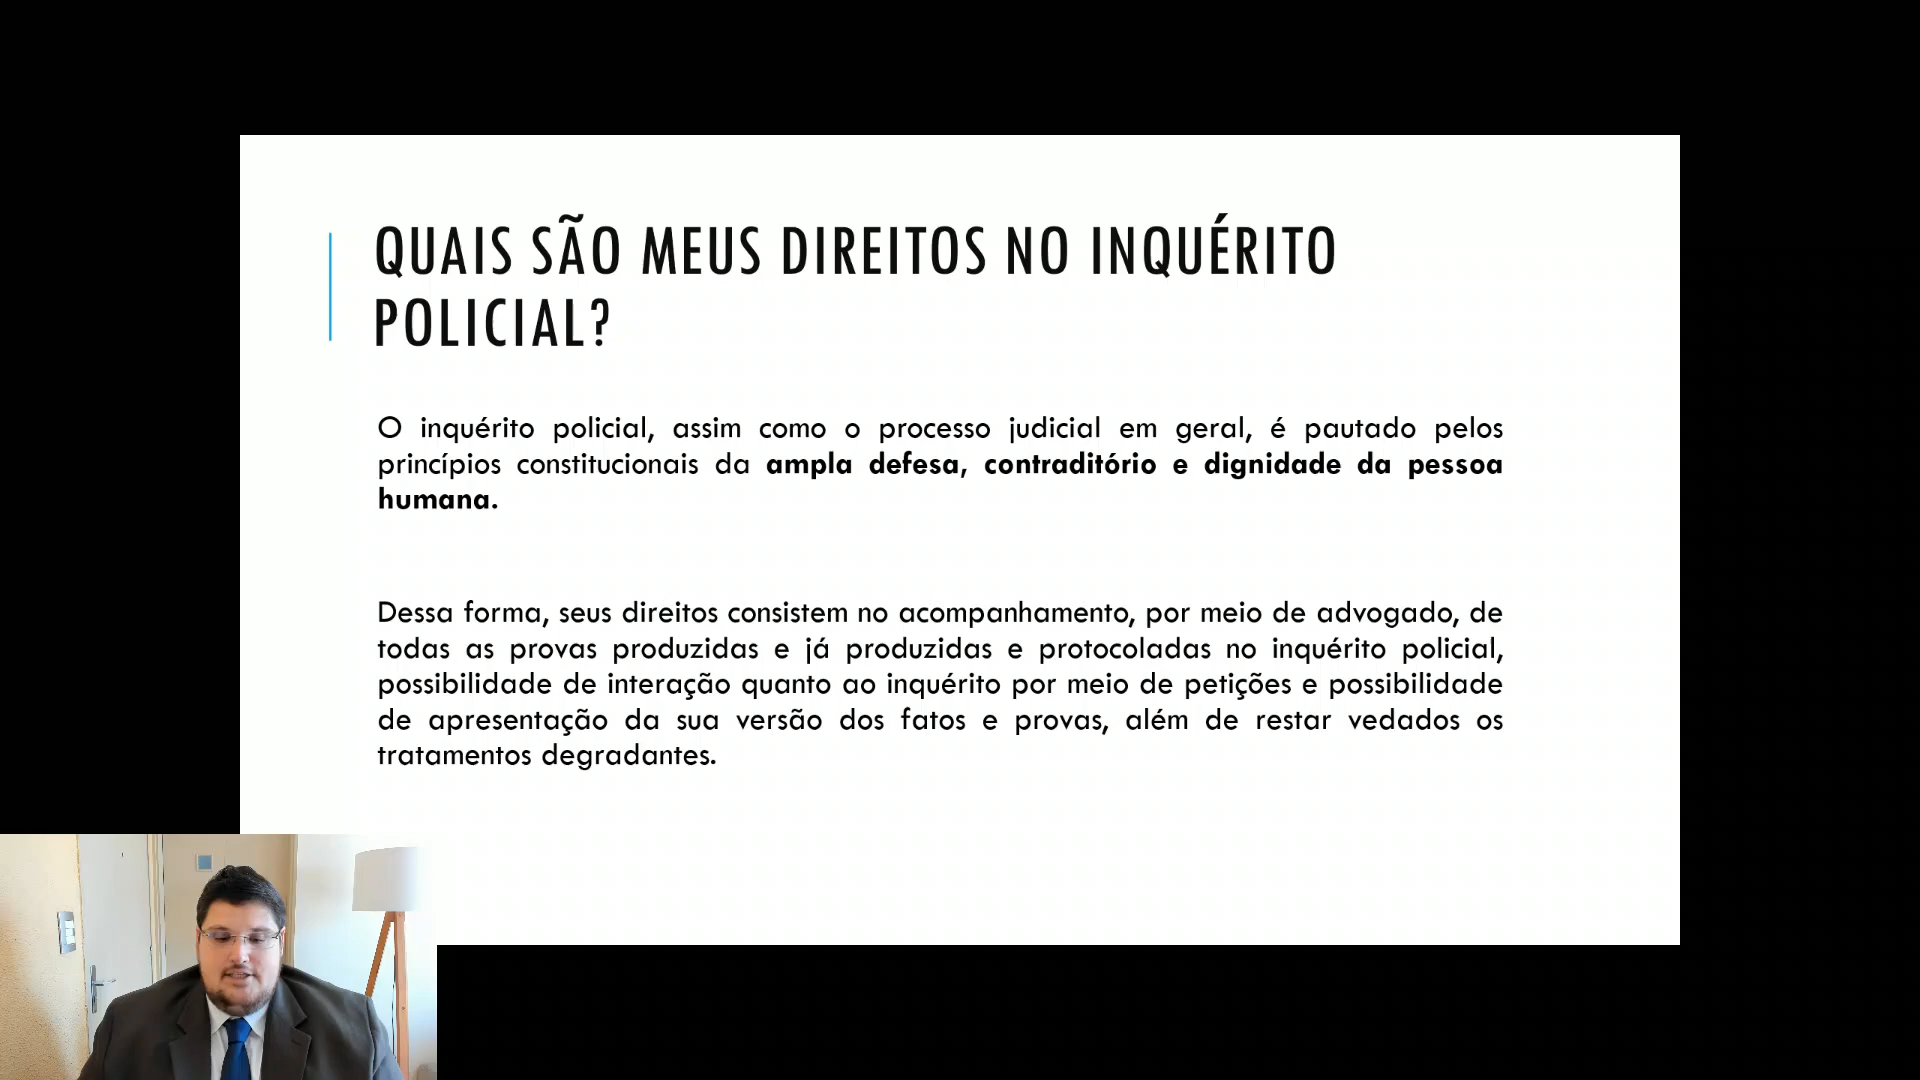 QUAIS SÃO MEUS DIREITOS NO INQUÉRITO
POLICIAL?
O inquérito policial, assim como o processo judicial em geral, é pautado pelos
princípios constitucionais da ampla defesa, contraditório e dignidade da pessoa
humana.
Dessa forma, seus direitos consistem no acompanhamento, por meio de advogado, de
todas as provas produzidas e já produzidas e protocoladas no inquérito policial,
possibilidade de interação quanto ao inquérito por meio de petições e possibilidade
de apresentação da sua versão dos fatos e provas, além de restar vedados os
tratamentos degradantes.